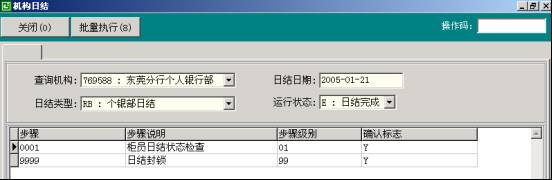 机构日结
关闭(0) 批量执行(8) 操作码:
查询机构: 769588 : 东莞分行个人银行部 日结日期: 2005-01-21
日结类型: RB : 个银部日结 运行状态: E : 日结完成
步骤 步骤说明 步骤级别 确认标志
0001 柜员日结状态检查 01 Y
9999 日结封锁 99 Y